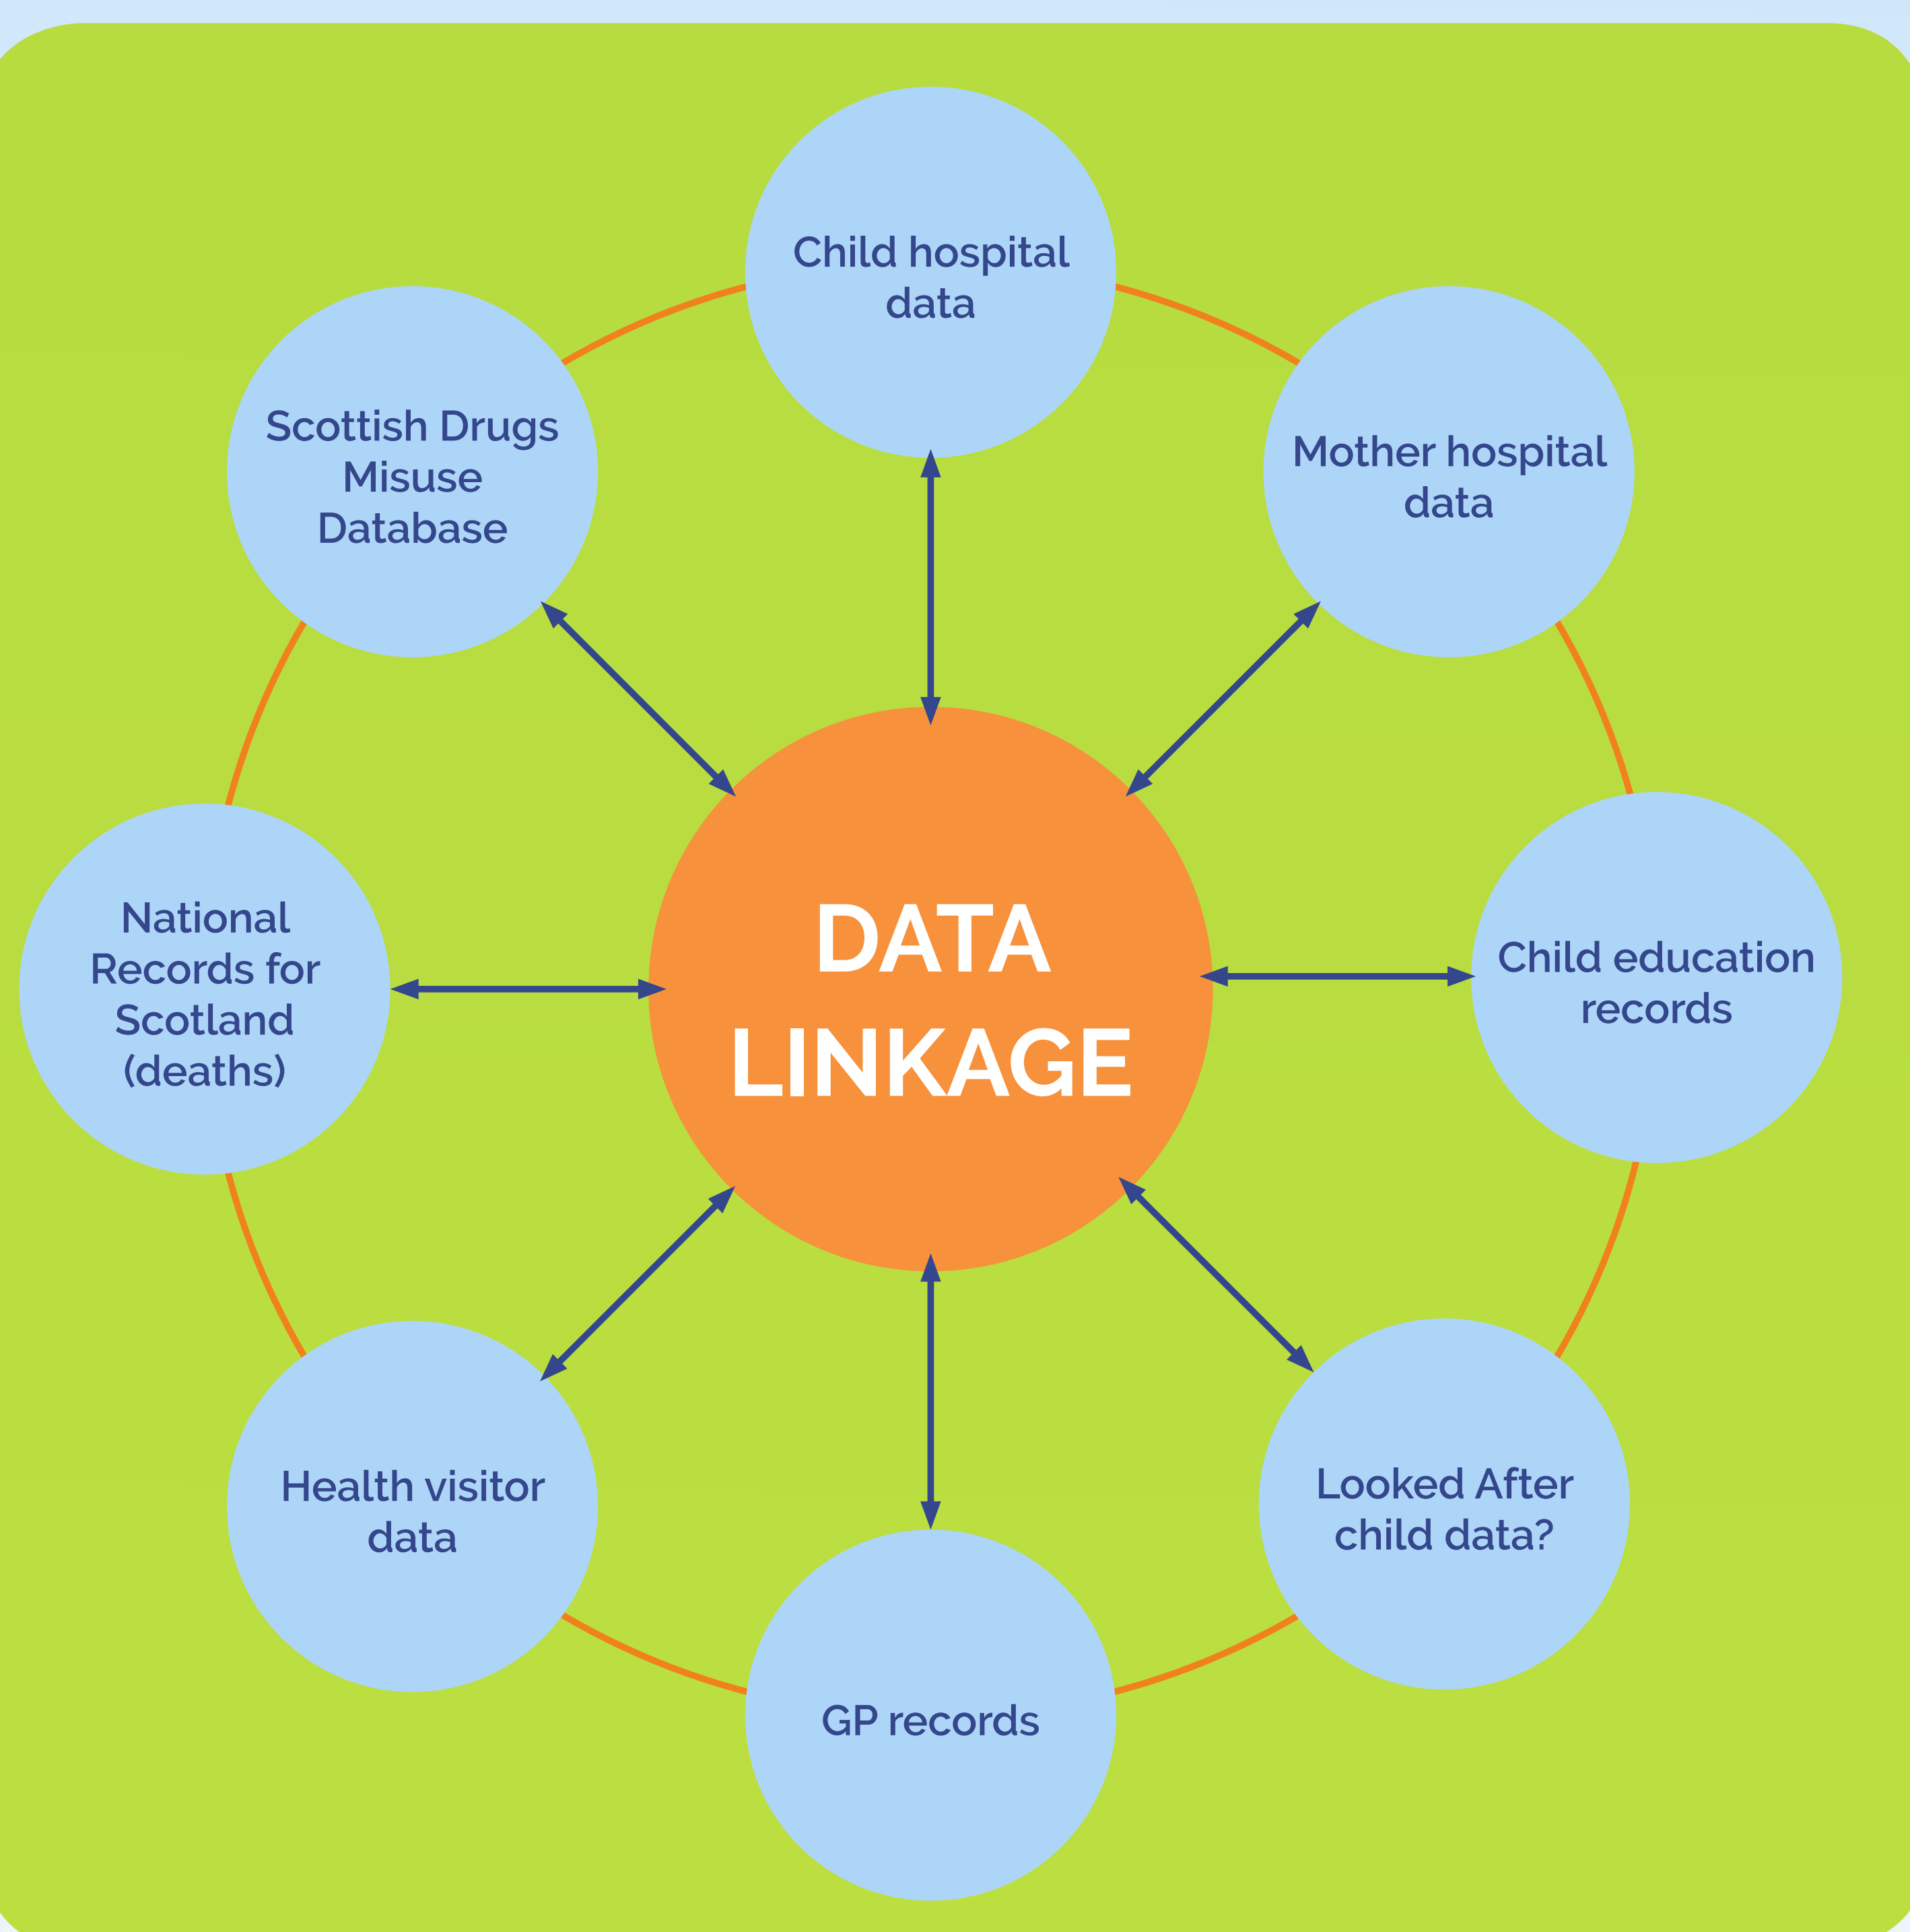 Child hospital
data
Scottish Drugs
Misuse
Database
Mother hospital
data
National
Records for
Scotland
(deaths)
DATA
LINKAGE
Child education
records
Health visitor
data
Looked After
child data?
GP records